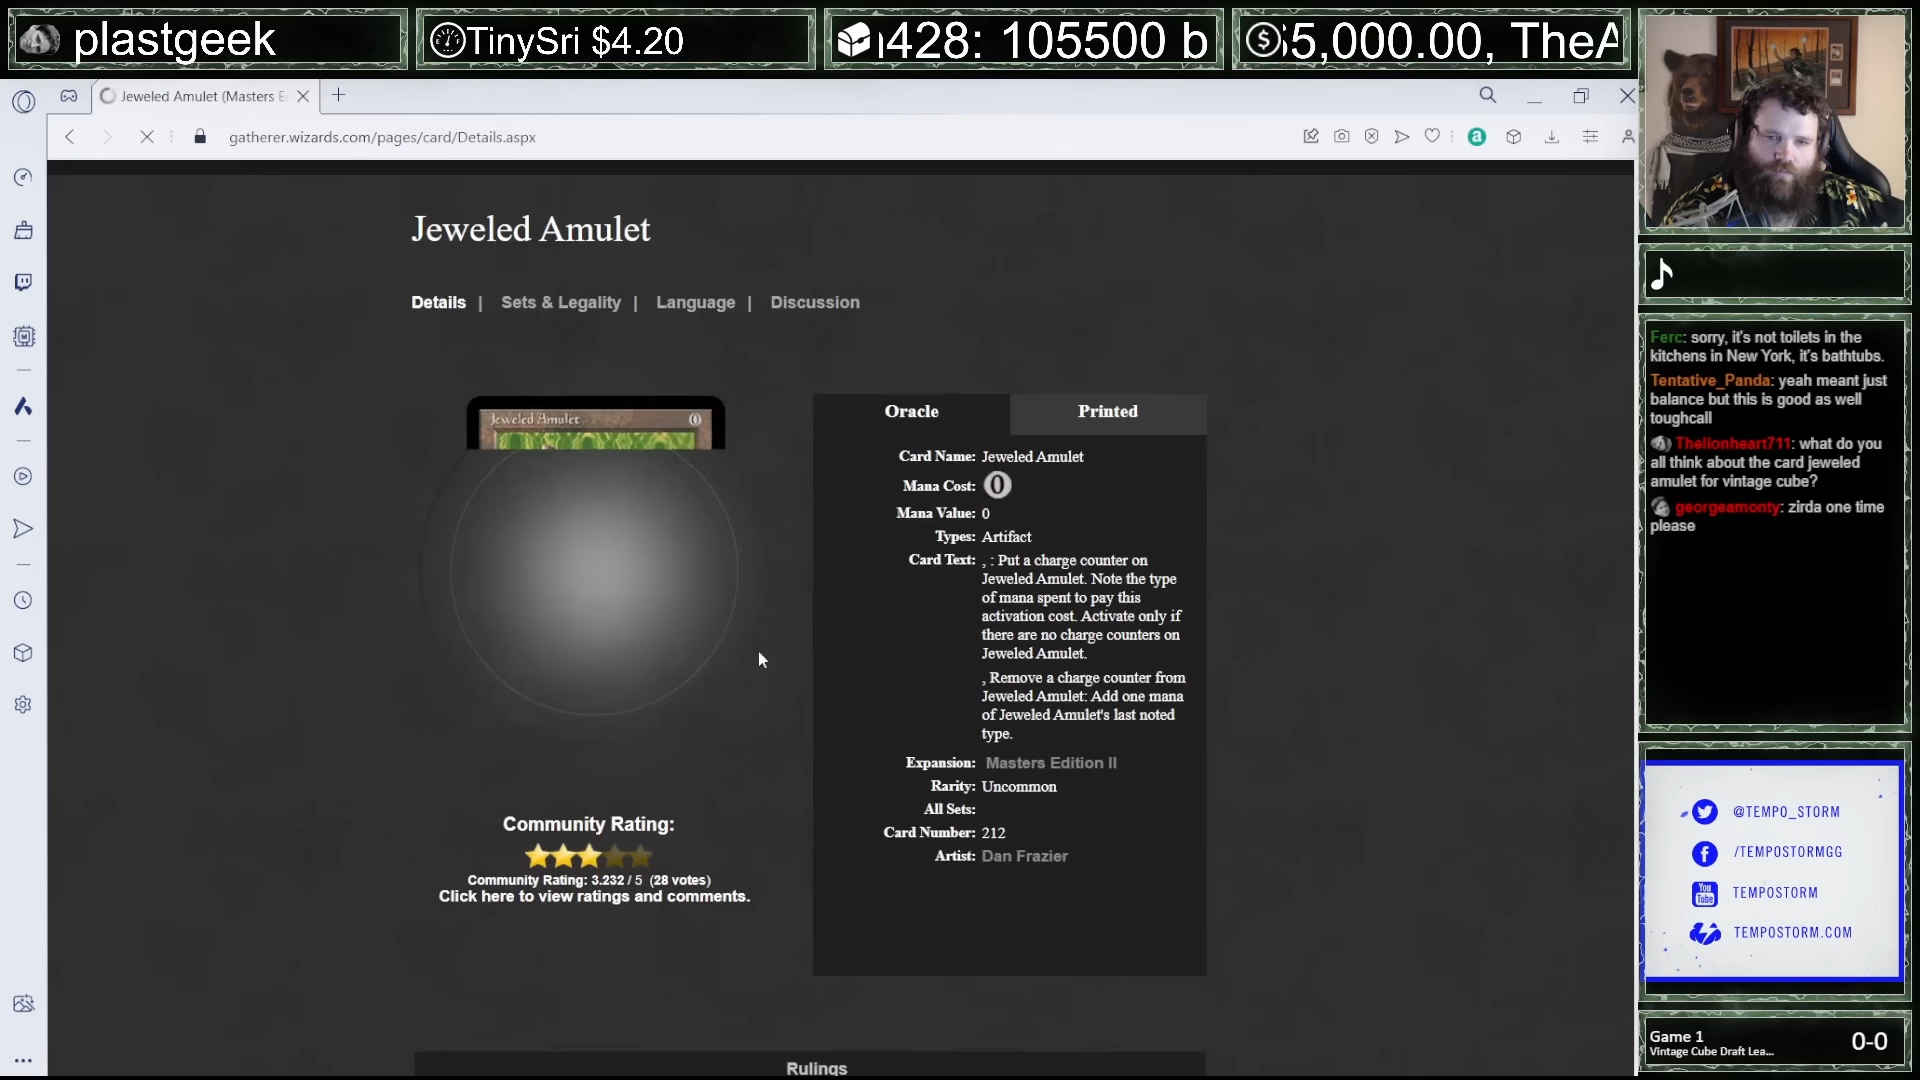 plastgeek
TinySri $4.20
428: 105500 b
5,000.00, TheA
Jeweled Amulet (Masters E
gatherer.wizards.com/pages/card/Details.aspx
Jeweled Amulet
Details | Sets & Legality | Language | Discussion
Jeweled Amulet
0
Oracle
Printed
Card Name: Jeweled Amulet
Mana Cost: 0
Mana Value: 0
Types: Artifact
Card Text: , : Put a charge counter on
Jeweled Amulet. Note the type
of mana spent to pay this
activation cost. Activate only if
there are no charge counters on
Jeweled Amulet.
, Remove a charge counter from
Jeweled Amulet: Add one mana
of Jeweled Amulet's last noted
type.
Expansion: Masters Edition II
Rarity: Uncommon
All Sets:
Card Number: 212
Artist: Dan Frazier
Community Rating:
Community Rating: 3.232 / 5 (28 votes)
Click here to view ratings and comments.
Rulings
Ferc: sorry, it's not toilets in the
kitchens in New York, it's bathtubs.
Tentative_Panda: yeah meant just
balance but this is good as well
toughcall
Thelionheart711: what do you
all think about the card jeweled
amulet for vintage cube?
georgeamonty: zirda one time
please
@TEMPO_STORM
/TEMPOSTORMGG
You
Tube
TEMPOSTORM
TEMPOSTORM.COM
Game 1
Vintage Cube Draft Lea...
0-0